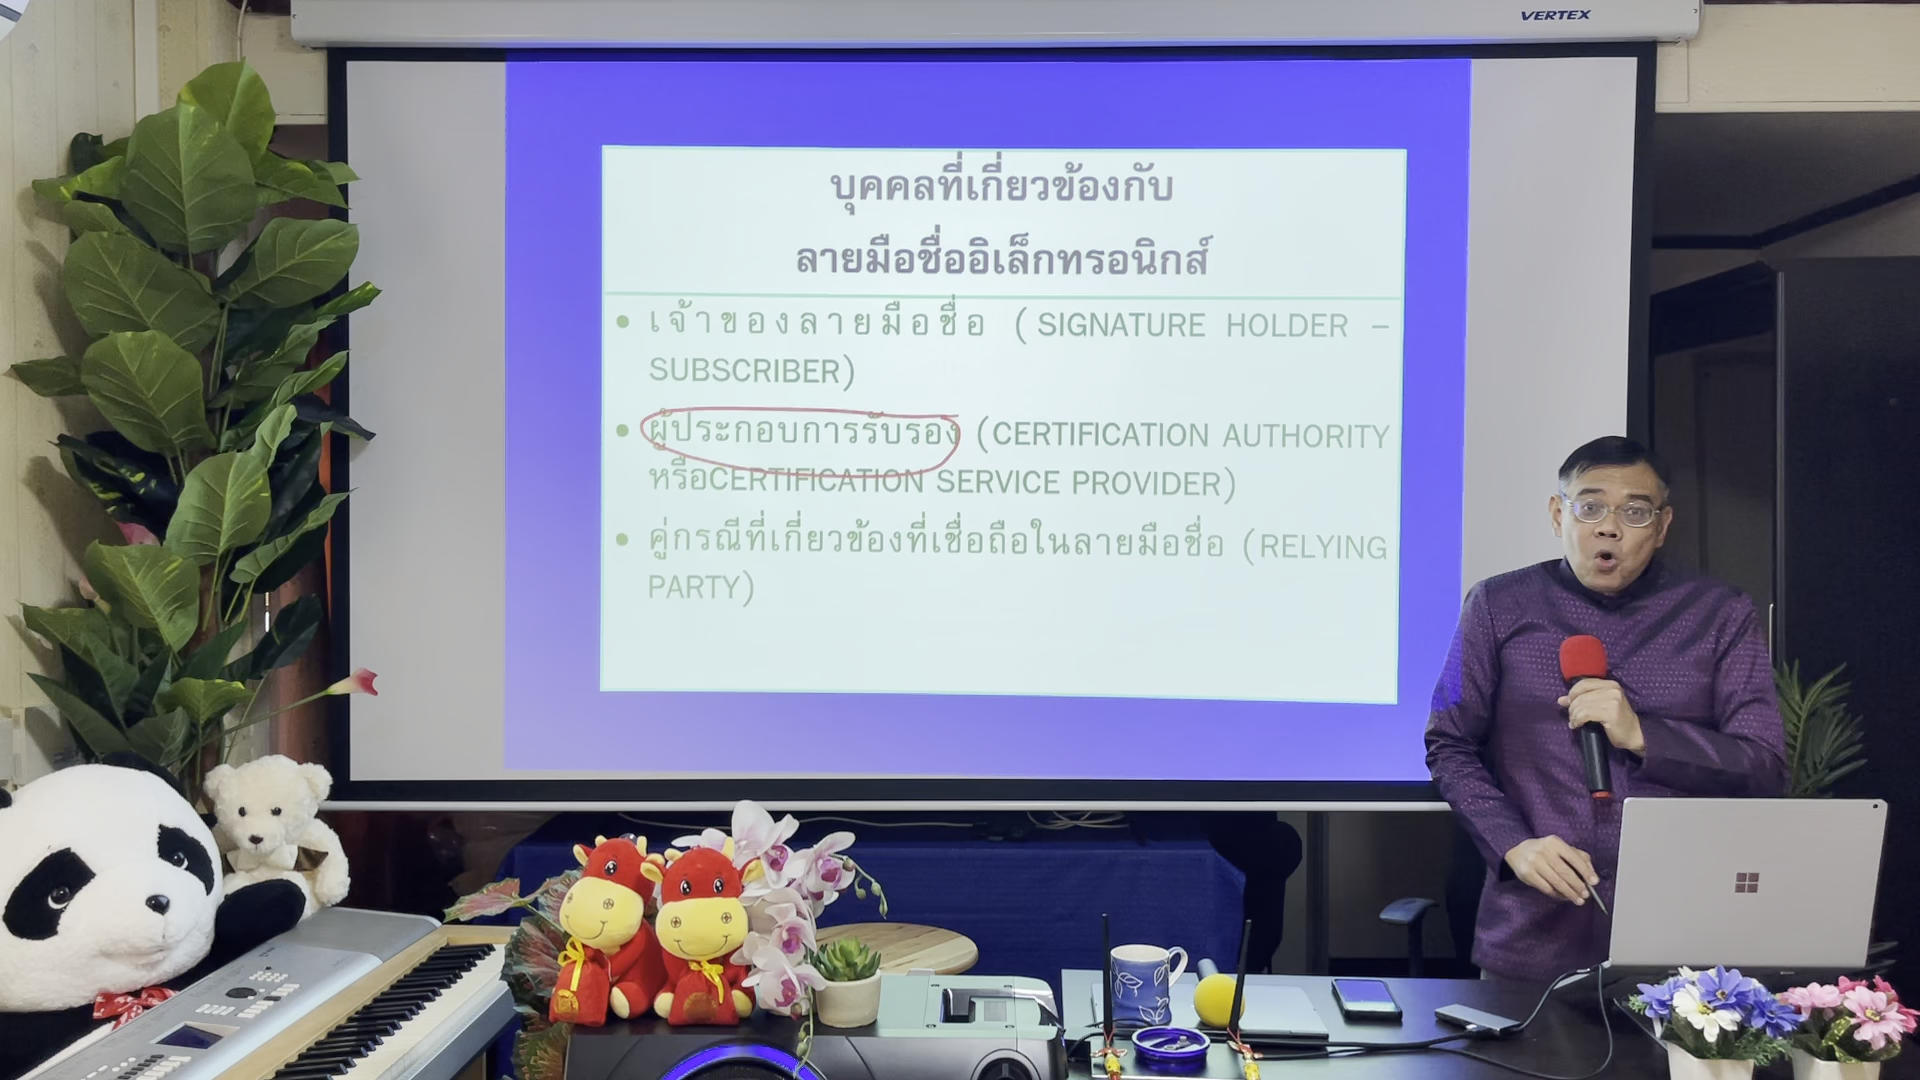 VERTEX
บุคคลที่เกี่ยวข้องกับ
ลายมือชื่ออิเล็กทรอนิกส์
• เจ้าของลายมือชื่อ (SIGNATURE HOLDER –
SUBSCRIBER)
• ผู้ประกอบการรับรอง (CERTIFICATION AUTHORITY
หรือCERTIFICATION SERVICE PROVIDER)
• คู่กรณีที่เกี่ยวข้องที่เชื่อถือในลายมือชื่อ (RELYING
PARTY)